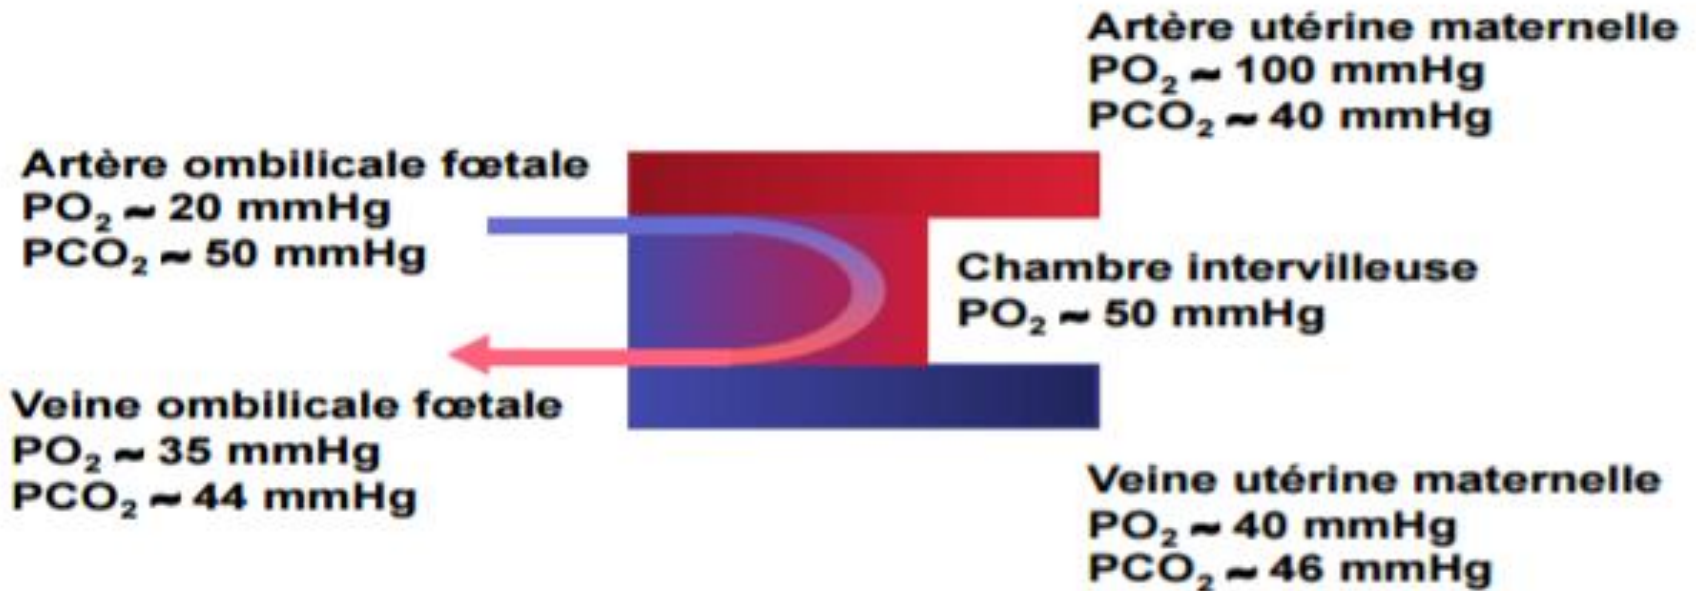 Artère utérine maternelle
PO₂ ~ 100 mmHg
PCO₂ ~ 40 mmHg
Artère ombilicale fœtale
PO₂ ~ 20 mmHg
PCO₂ ~ 50 mmHg
Chambre intervilleuse
PO₂ ~ 50 mmHg
Veine ombilicale fœtale
PO₂ ~ 35 mmHg
PCO₂ ~ 44 mmHg
Veine utérine maternelle
PO₂ ~ 40 mmHg
PCO₂ ~ 46 mmHg